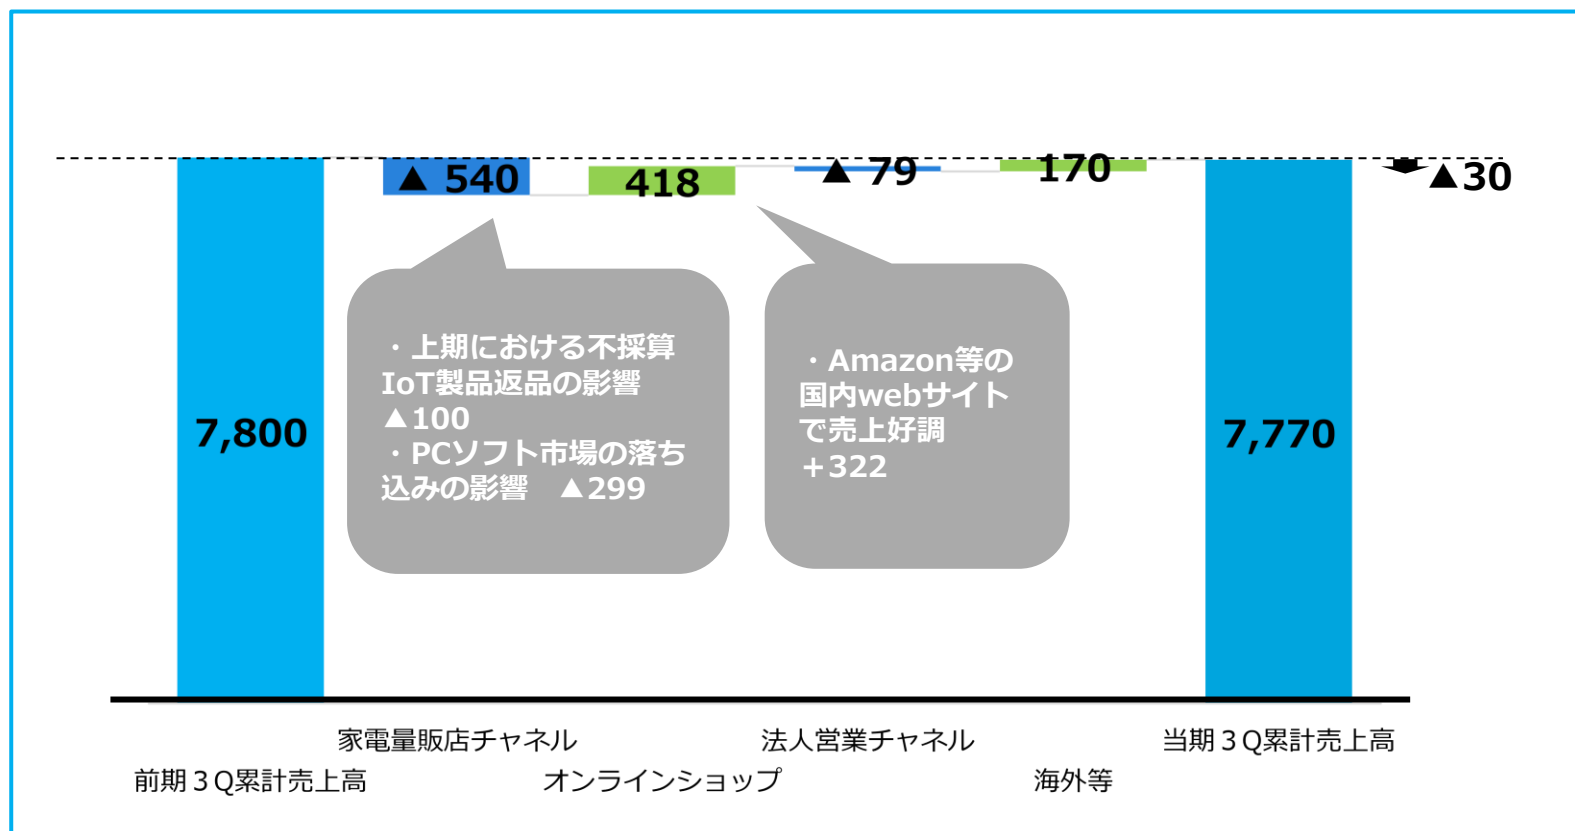 ▲ 540
418
▲ 79
170
▲30
7,800
・上期における不採算
IoT製品返品の影響
▲100
・PCソフト市場の落ち
込みの影響　▲299
・Amazon等の
国内webサイト
で売上好調
＋322
7,770
家電量販店チャネル
法人営業チャネル
当期３Q累計売上高
前期３Q累計売上高
オンラインショップ
海外等